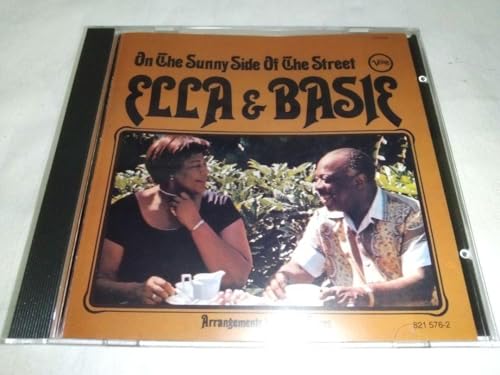 On The Sunny Side Of The Street
Verve
ELLA & BASIE
Arrangements
821 576-2